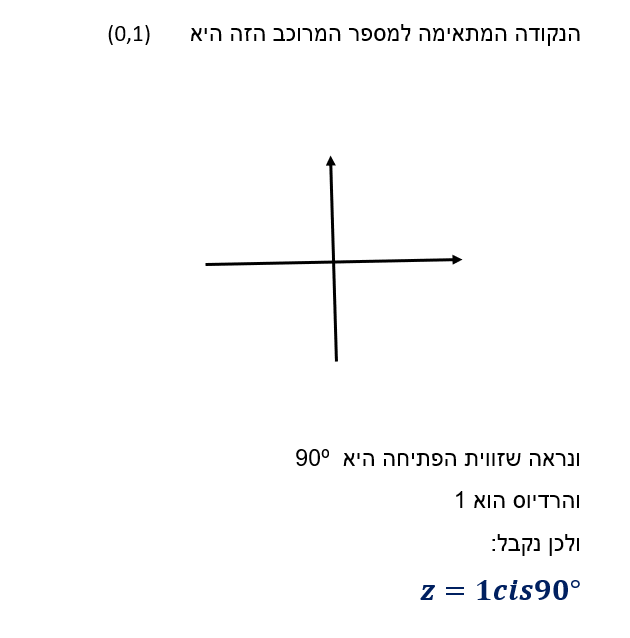 הנקודה המתאימה למספר המרוכב הזה היא (0,1)
ונראה שזווית הפתיחה היא 90º
והרדיוס הוא 1
ולכן נקבל:
z = 1cis90°